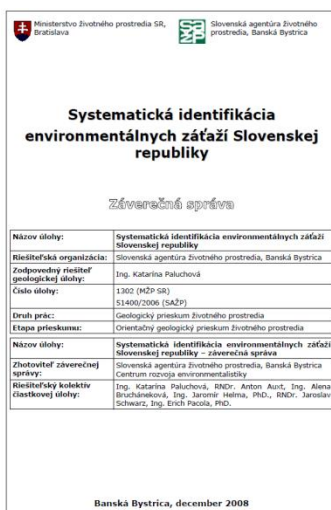 Ministerstvo životného prostredia SR,
Bratislava
Slovenská agentúra životného
prostredia, Banská Bystrica
Systematická identifikácia
environmentálnych záťaží Slovenskej
republiky
Záverečná správa
Názov úlohy: Systematická identifikácia environmentálnych záťaží
Slovenskej republiky
Riešiteľská organizácia: Slovenská agentúra životného prostredia, Banská Bystrica
Zodpovedný riešiteľ
geologickej úlohy: Ing. Katarína Paluchová
Číslo úlohy: 1302 (MŽP SR)
51400/2006 (SAŽP)
Druh prác: Geologický prieskum životného prostredia
Etapa prieskumu: Orientačný geologický prieskum životného prostredia
Názov úlohy: Systematická identifikácia environmentálnych záťaží
Slovenskej republiky – záverečná správa
Zhotoviteľ záverečnej
správy: Slovenská agentúra životného prostredia, Banská Bystrica
Centrum rozvoja environmentalistiky
Riešiteľský kolektív
čiastkovej úlohy: Ing. Katarína Paluchová, RNDr. Anton Auxt, Ing. Alena
Brucháneková, Ing. Jaromír Helma, PhD., RNDr. Jaroslav
Schwarz, Ing. Erich Pacola, PhD.
Banská Bystrica, december 2008